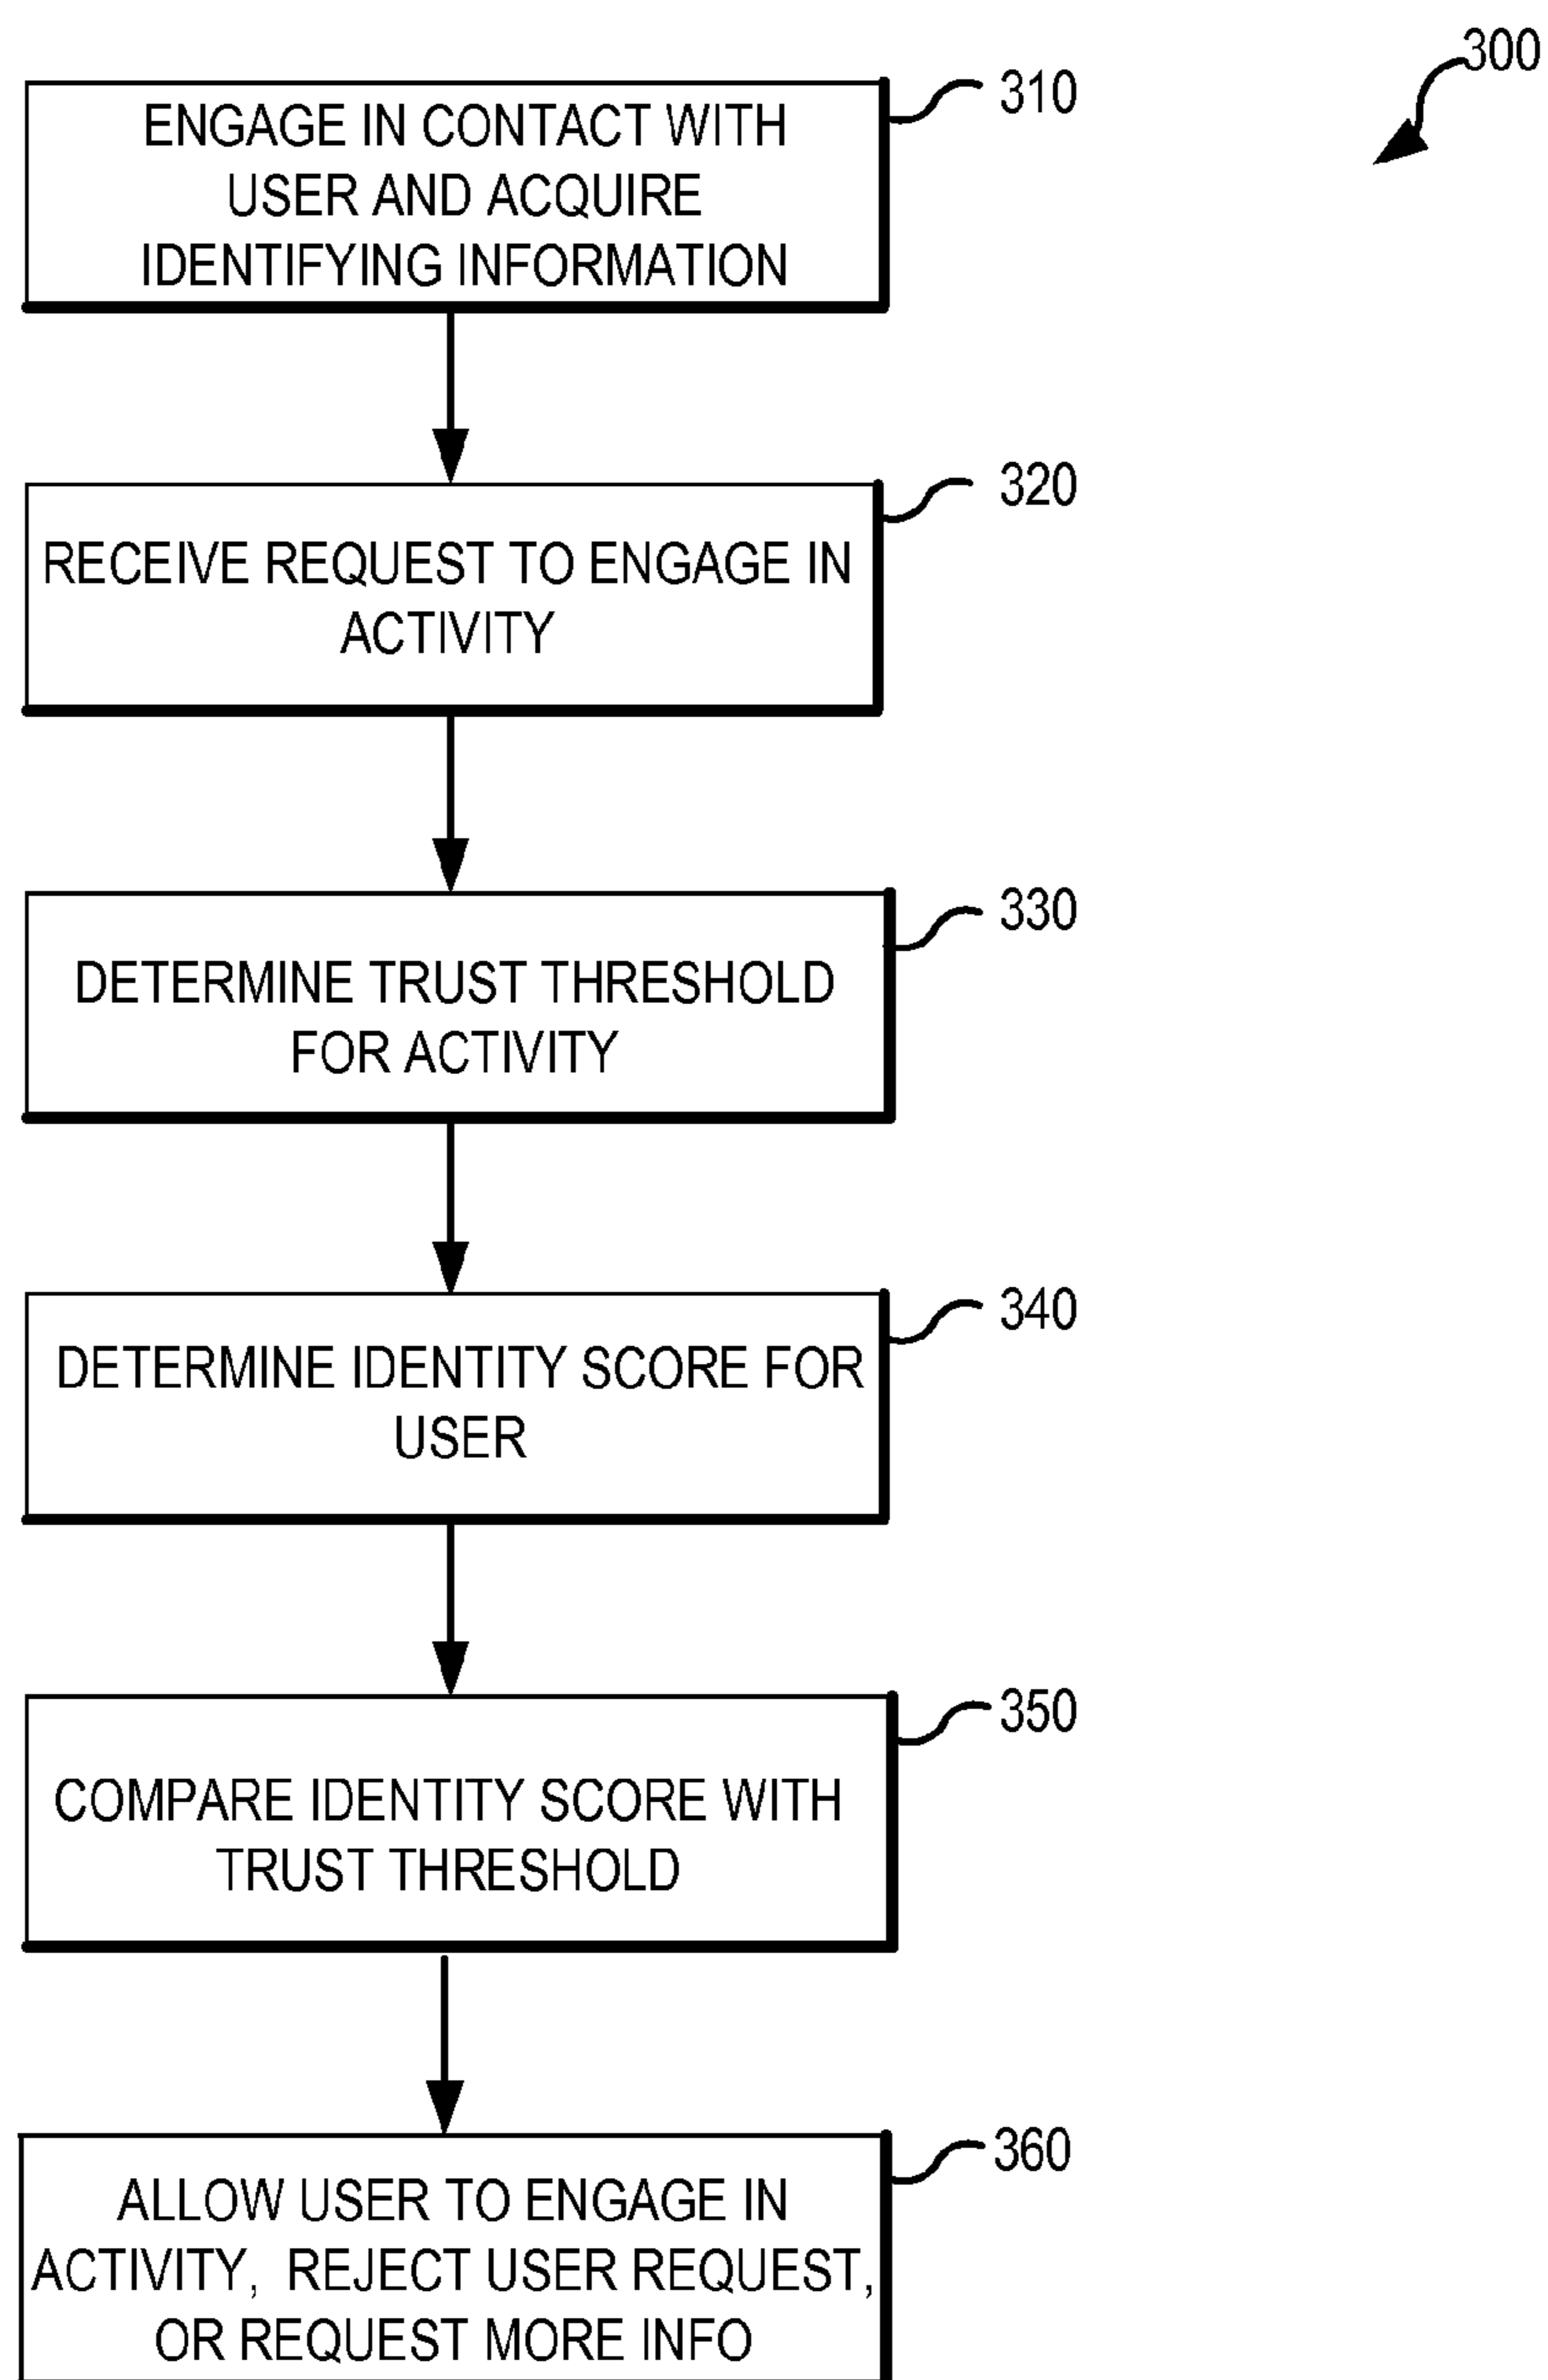 300
310
ENGAGE IN CONTACT WITH
USER AND ACQUIRE
IDENTIFYING INFORMATION
320
RECEIVE REQUEST TO ENGAGE IN
ACTIVITY
330
DETERMINE TRUST THRESHOLD
FOR ACTIVITY
340
DETERMINE IDENTITY SCORE FOR
USER
350
COMPARE IDENTITY SCORE WITH
TRUST THRESHOLD
360
ALLOW USER TO ENGAGE IN
ACTIVITY, REJECT USER REQUEST,
OR REQUEST MORE INFO